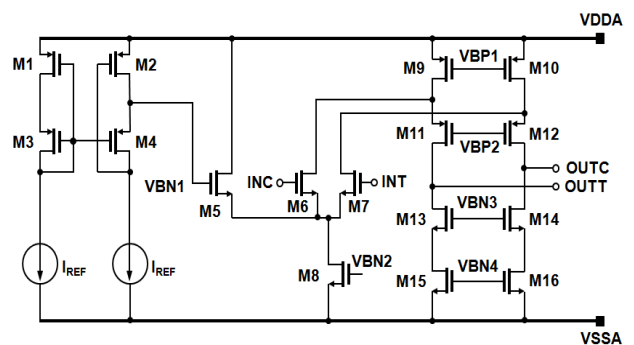 VDDA
M1
M2
M9
VBP1
M10
M3
M4
M11
VBP2
M12
VBN1
INC
INT
OUTC
OUTT
M5
M6
M7
M13
VBN3
M14
IREF
IREF
M8
VBN2
M15
VBN4
M16
VSSA